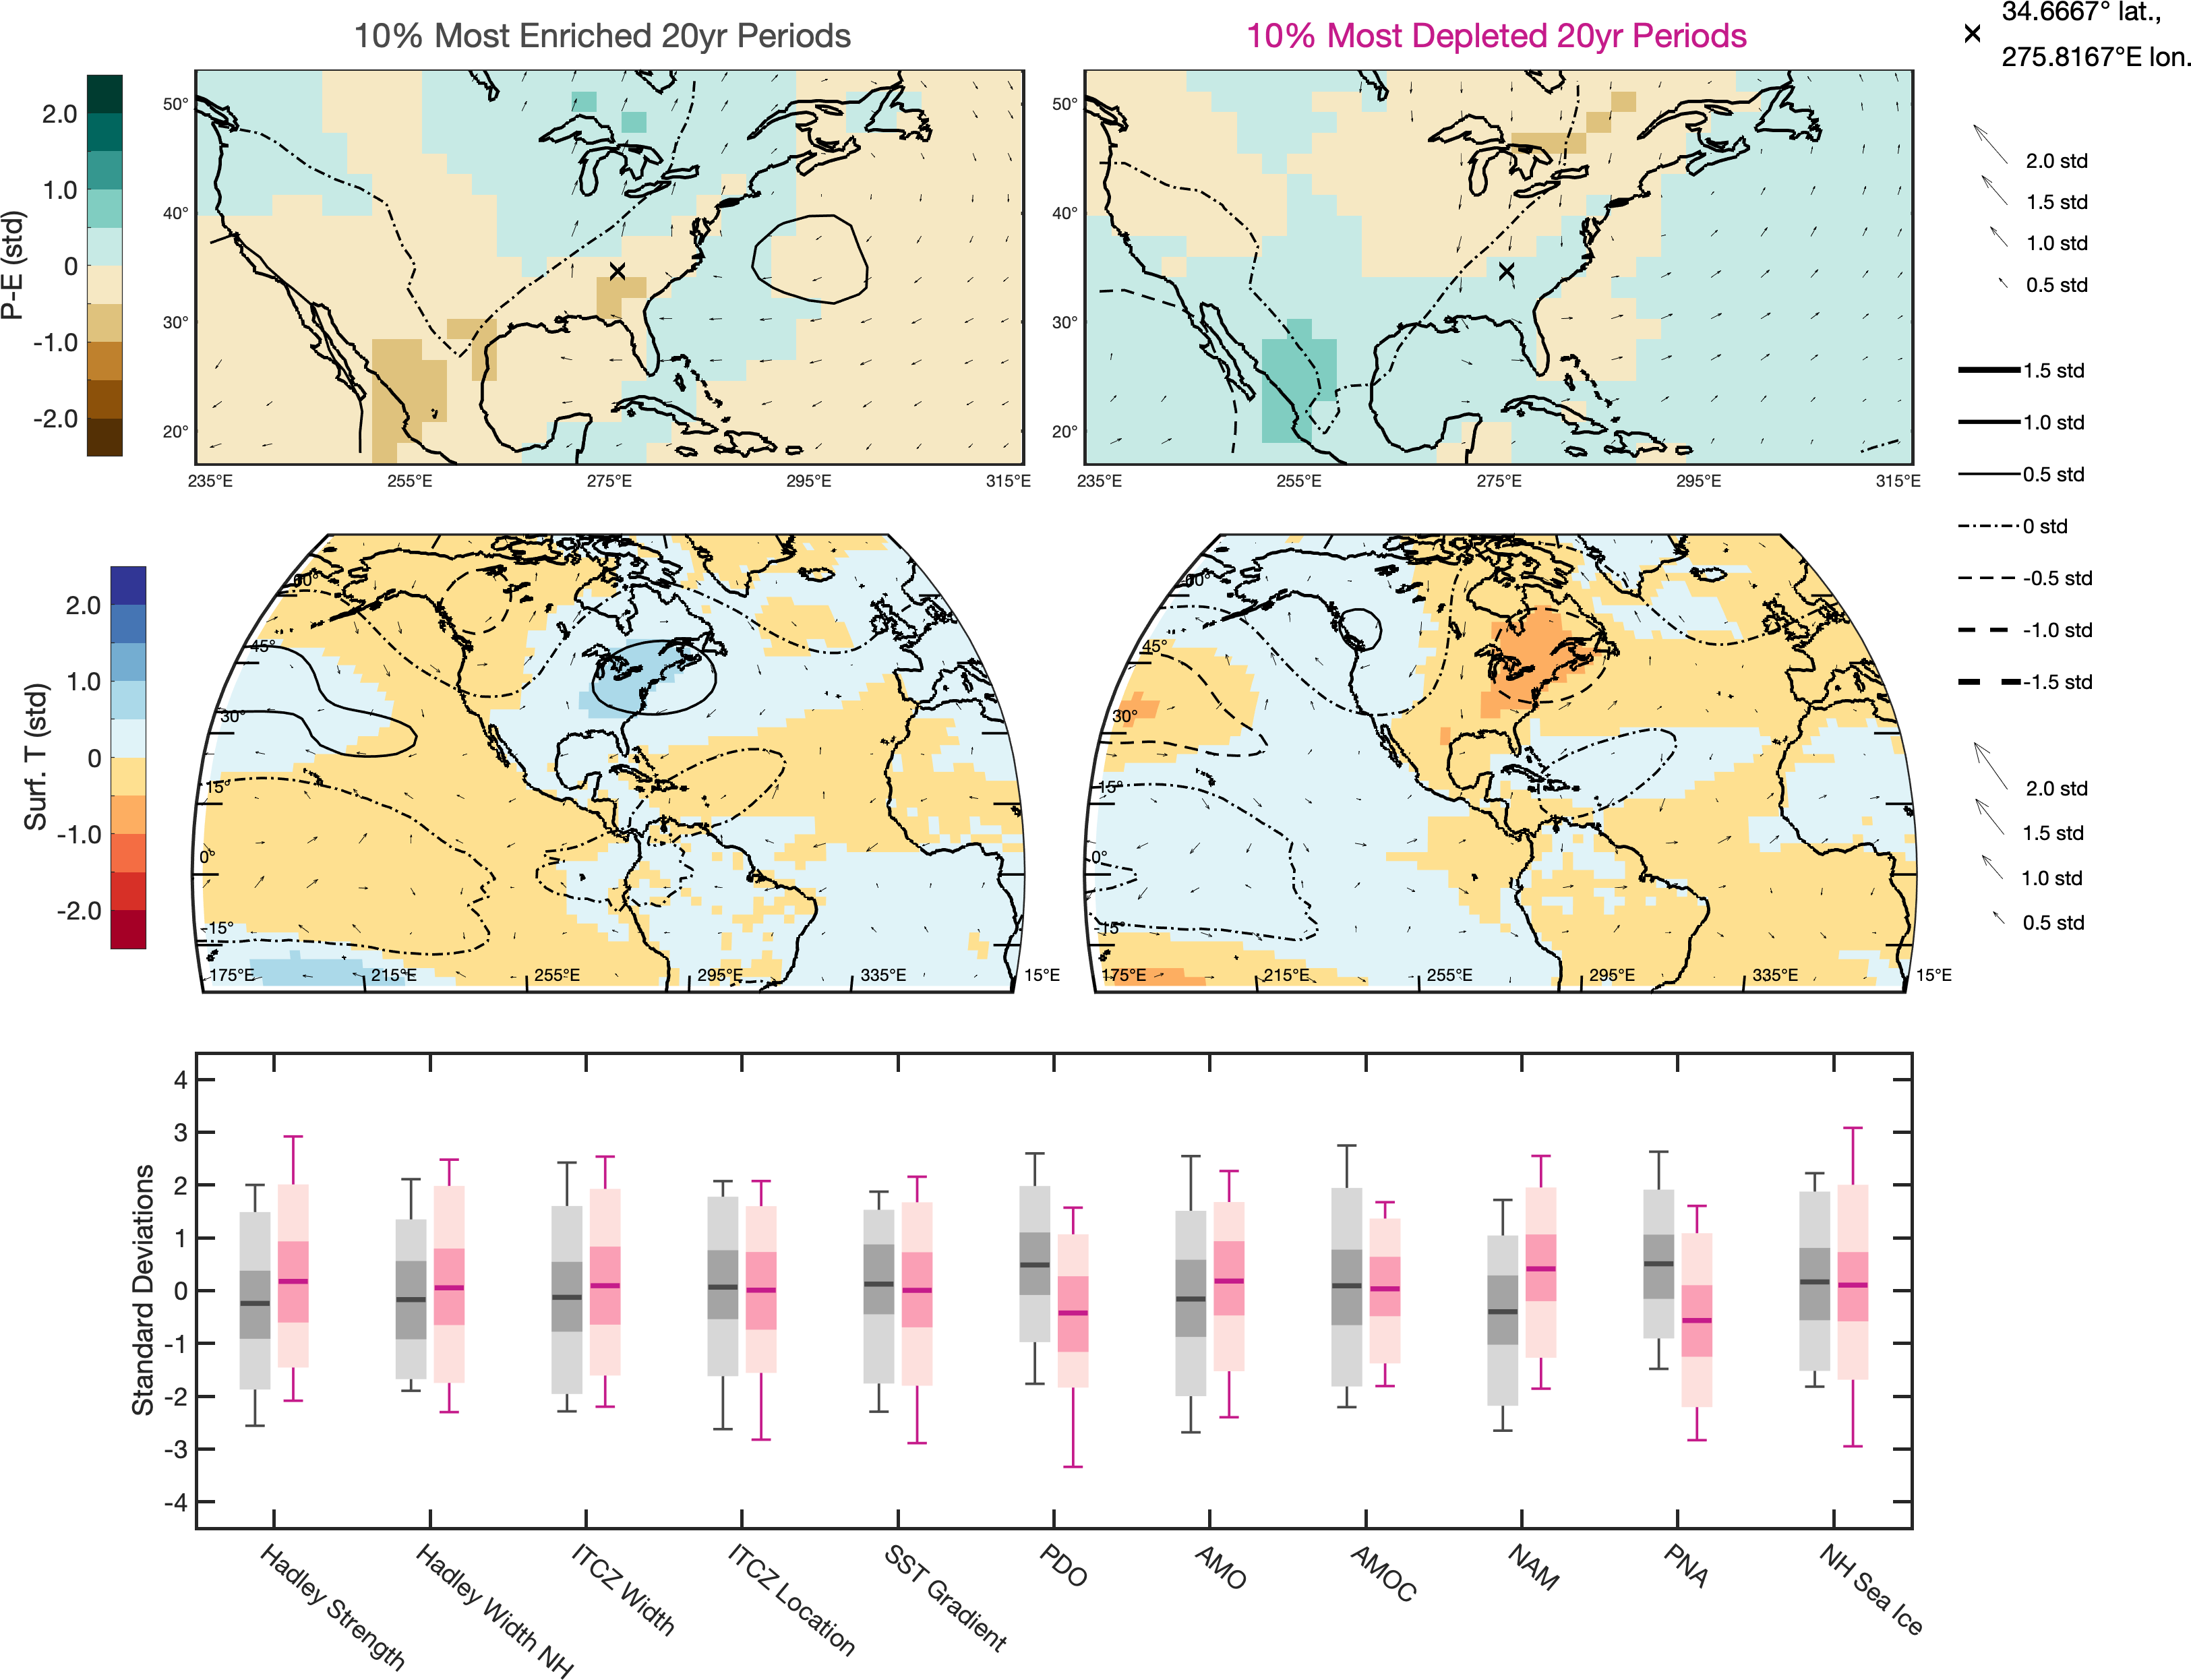 10% Most Enriched 20yr Periods
10% Most Depleted 20yr Periods
34.6667° lat.,
275.8167°E lon.
P-E (std)
2.0
1.0
0
-1.0
-2.0
50°
40°
30°
20°
235°E
255°E
275°E
295°E
315°E
50°
40°
30°
20°
235°E
255°E
275°E
295°E
315°E
2.0 std
1.5 std
1.0 std
0.5 std
1.5 std
1.0 std
0.5 std
0 std
-0.5 std
-1.0 std
-1.5 std
2.0 std
1.5 std
1.0 std
0.5 std
Surf. T (std)
2.0
1.0
0
-1.0
-2.0
60°
45°
30°
15°
0°
-15°
175°E
215°E
255°E
295°E
335°E
15°E
60°
45°
30°
15°
0°
-15
175°E
215°E
255°E
295°E
335°E
15°E
Standard Deviations
4
3
2
1
0
-1
-2
-3
-4
Hadley Strength
Hadley Width NH
ITCZ Width
ITCZ Location
SST Gradient
PDO
AMO
AMOC
NAM
PNA
NH Sea Ice